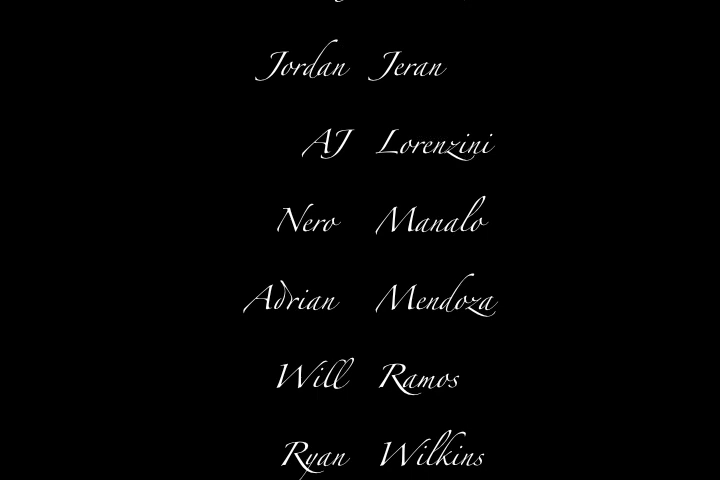 Jordan Jeran
AJ Lorenzini
Nero Manalo
Adrian Mendoza
Will Ramos
Ryan Wilkins